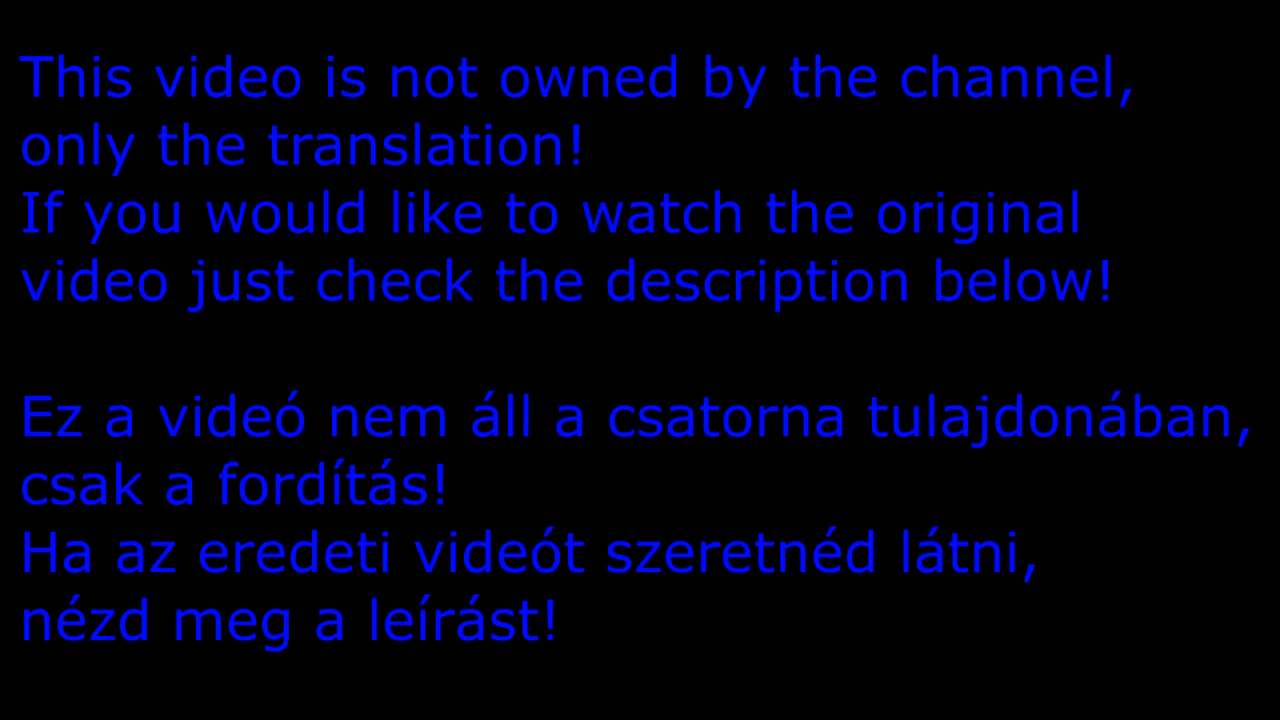 This video is not owned by the channel,
only the translation!
If you would like to watch the original
video just check the description below!
Ez a videó nem áll a csatorna tulajdonában,
csak a fordítás!
Ha az eredeti videót szeretnéd látni,
nézd meg a leírást!